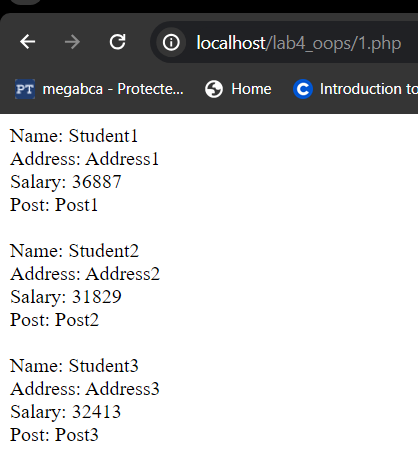 localhost/lab4_oops/1.php
PT megabca - Protecte... Home C Introduction to
Name: Student1
Address: Address1
Salary: 36887
Post: Post1
Name: Student2
Address: Address2
Salary: 31829
Post: Post2
Name: Student3
Address: Address3
Salary: 32413
Post: Post3